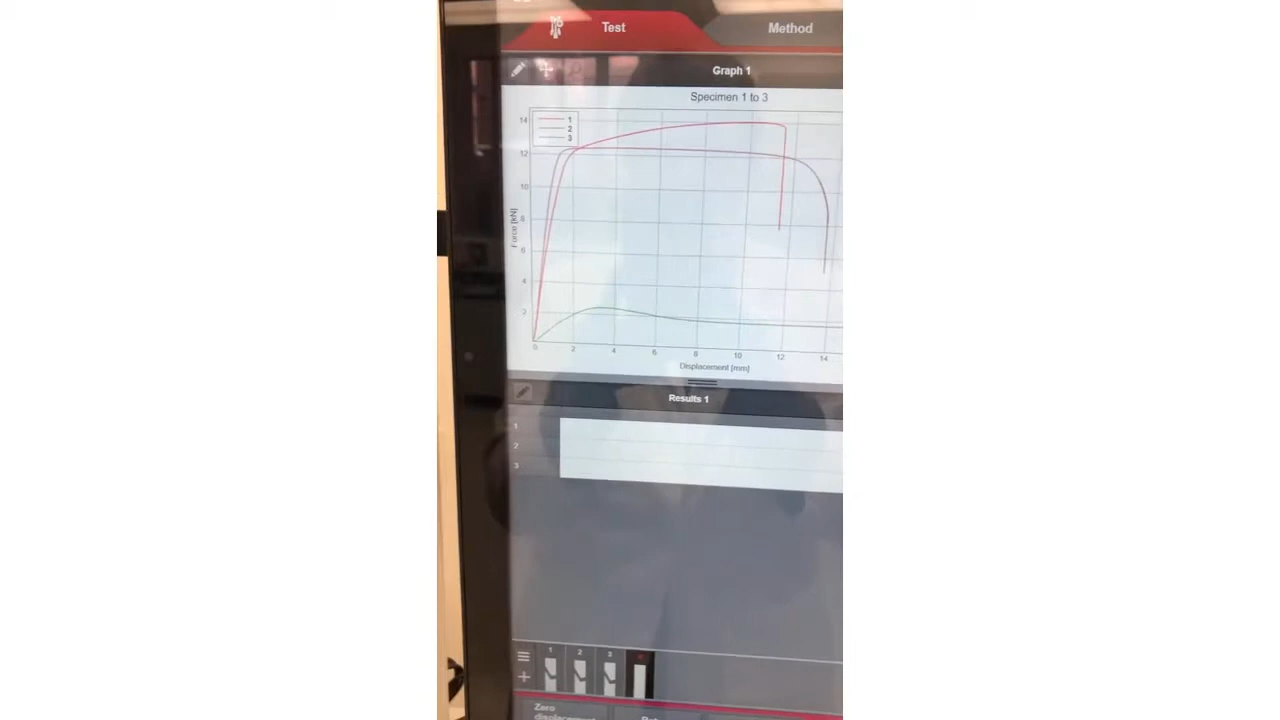 Test
Method
Graph 1
Specimen 1 to 3
1
2
3
14
12
10
8
6
4
2
Force [kN]
0 2 4 6 8 10 12 14
Displacement [mm]
Results 1
1
2
3
1 2 3
Zero
displacement